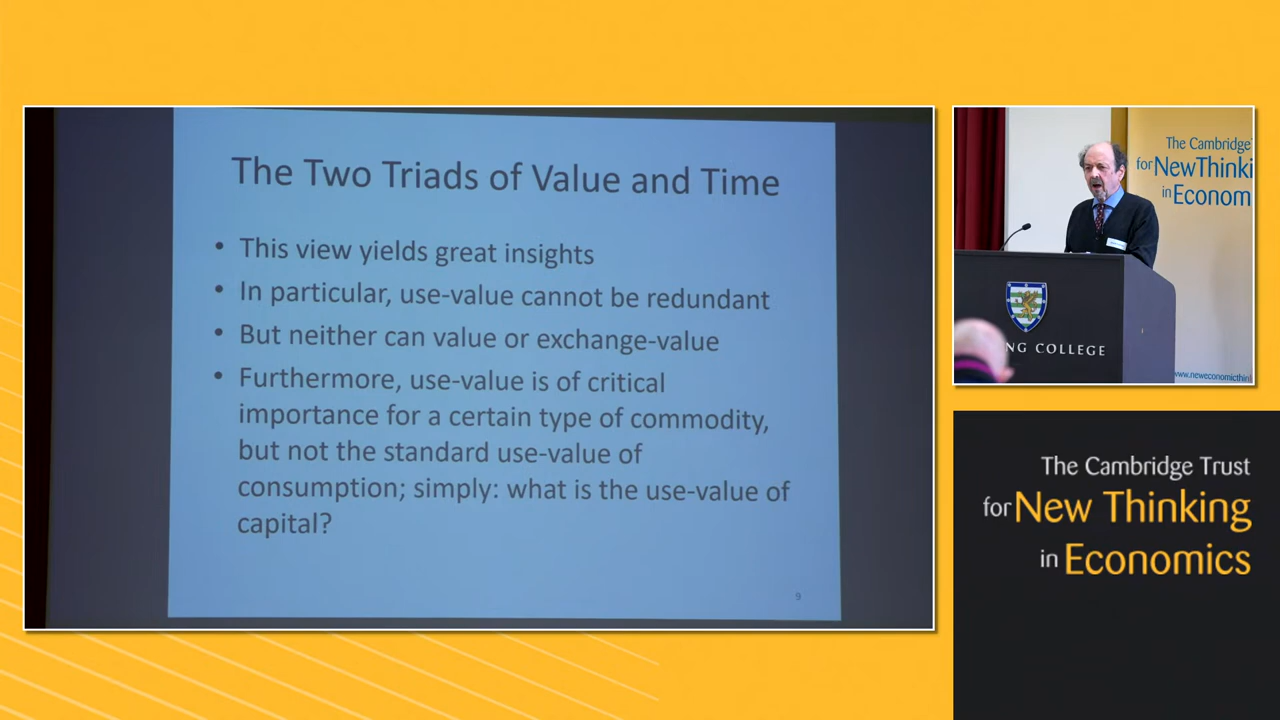 The Two Triads of Value and Time
• This view yields great insights
• In particular, use-value cannot be redundant
• But neither can value or exchange-value
• Furthermore, use-value is of critical
importance for a certain type of commodity,
but not the standard use-value of
consumption; simply: what is the use-value of
capital?
9
The Cambridge
for NewThinki
in Econom
NG COLLEGE
www.neweconomicthin
The Cambridge Trust
for New Thinking
in Economics